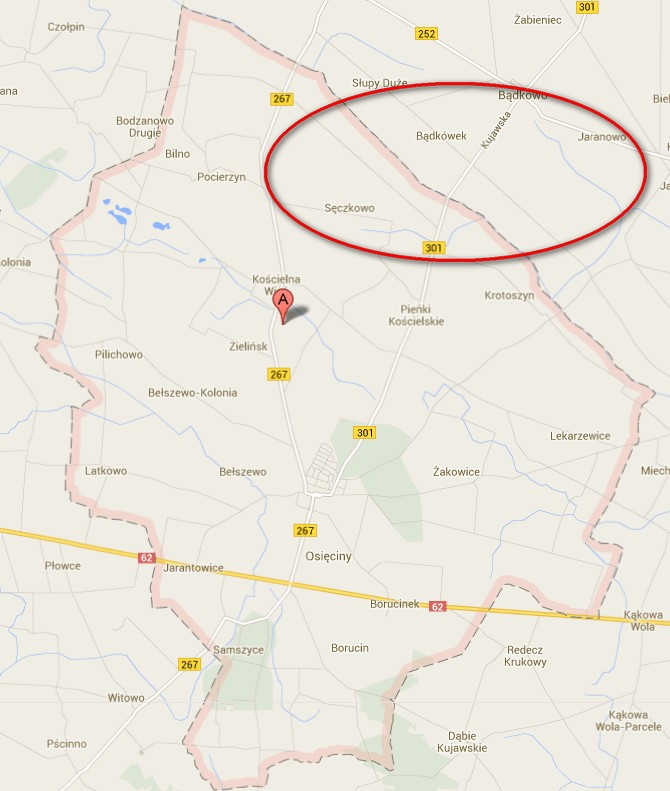 Czołpin
Żabieniec
301
252
Słupy Duże
Bądkowo
267
Kujawska
Bądkówek
Jaranowo
Bodzanowo
Drugie
Bilno
Pocierzyn
Sęczkowo
301
Kościelna
Krotoszyn
Pieńki
Kościelskie
A
Zielińsk
Pilichowo
267
Bełszewo-Kolonia
301
Lekarzewice
Latkowo
Bełszewo
Żakowice
267
Osięciny
62
Płowce
Jarantowice
Borucinek
62
Kąkowa
Wola
Samszyce
Borucin
Redecz
Krukowy
267
Witowo
Kąkowa
Wola-Parcele
Pścinno
Dąbie
Kujawskie